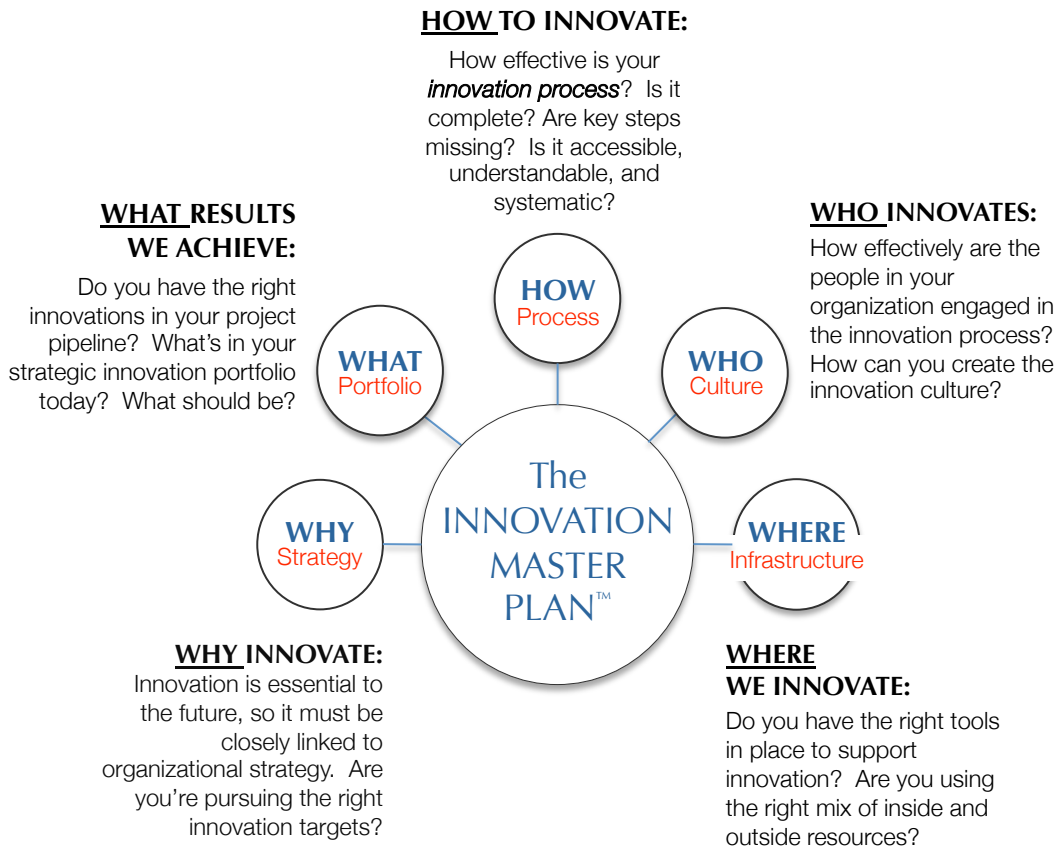 HOW TO INNOVATE:
How effective is your
innovation process? Is it
complete? Are key steps
missing? Is it accessible,
understandable, and
systematic?
WHAT RESULTS
WE ACHIEVE:
Do you have the right
innovations in your project
pipeline? What's in your
strategic innovation portfolio
today? What should be?
WHO INNOVATES:
How effectively are the
people in your
organization engaged in
the innovation process?
How can you create the
innovation culture?
HOW
Process
WHAT
Portfolio
WHO
Culture
WHY
Strategy
The
INNOVATION
MASTER
PLAN™
WHERE
Infrastructure
WHY INNOVATE:
Innovation is essential to
the future, so it must be
closely linked to
organizational strategy. Are
you're pursuing the right
innovation targets?
WHERE
WE INNOVATE:
Do you have the right tools
in place to support
innovation? Are you using
the right mix of inside and
outside resources?